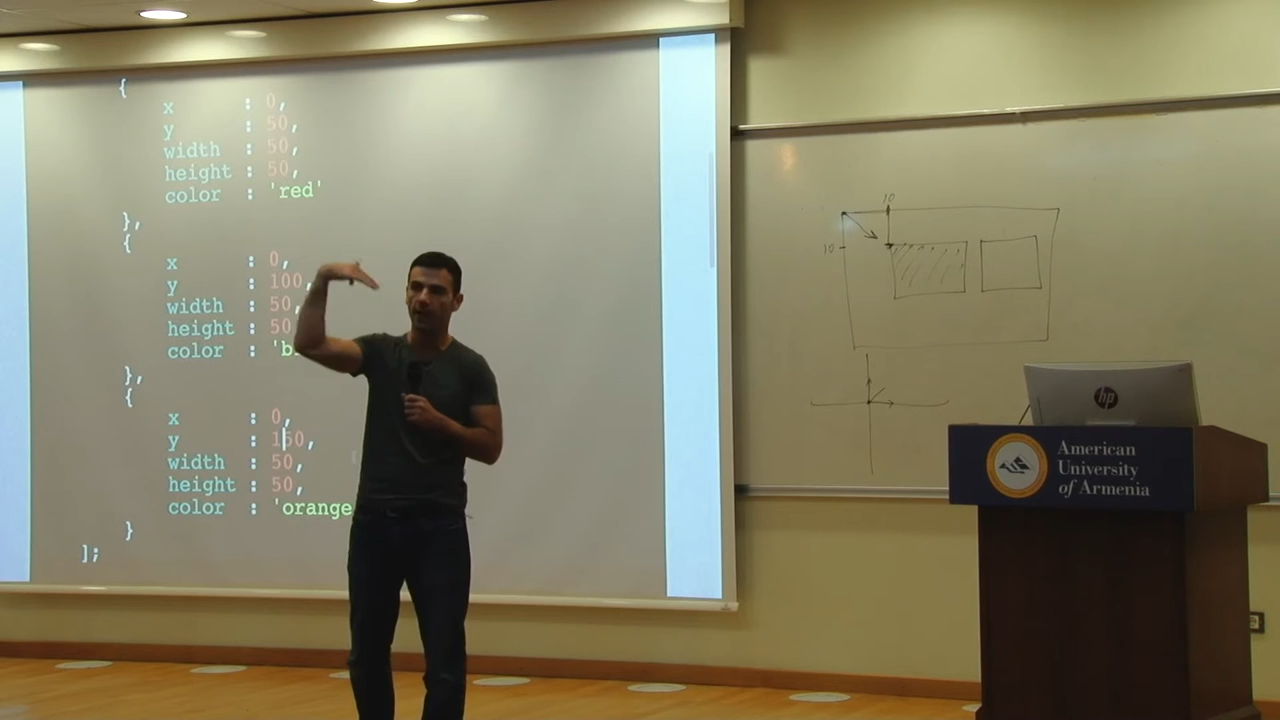 {
x : 0,
y : 50,
width : 50,
height : 50,
color : 'red'
},
{
x : 0,
y : 100,
width : 50,
height : 50
color : 'b
},
{
x : 0,
y : 150,
width : 50,
height : 50,
color : 'orange
}
];
10
10
hp
American
University
of Armenia